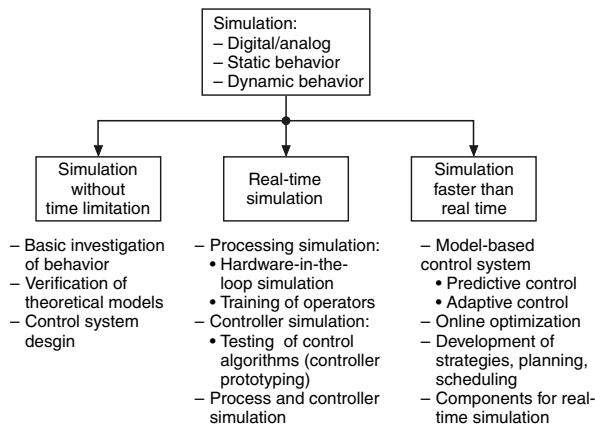 Simulation:
– Digital/analog
– Static behavior
– Dynamic behavior
Simulation
without
time limitation
Real-time
simulation
Simulation
faster than
real time
– Basic investigation
of behavior
– Verification of
theoretical models
– Control system
desgin
– Processing simulation:
• Hardware-in-the-
loop simulation
• Training of operators
– Controller simulation:
• Testing of control
algorithms (controller
prototyping)
– Process and controller
simulation
– Model-based
control system
• Predictive control
• Adaptive control
– Online optimization
– Development of
strategies, planning,
scheduling
– Components for real-
time simulation